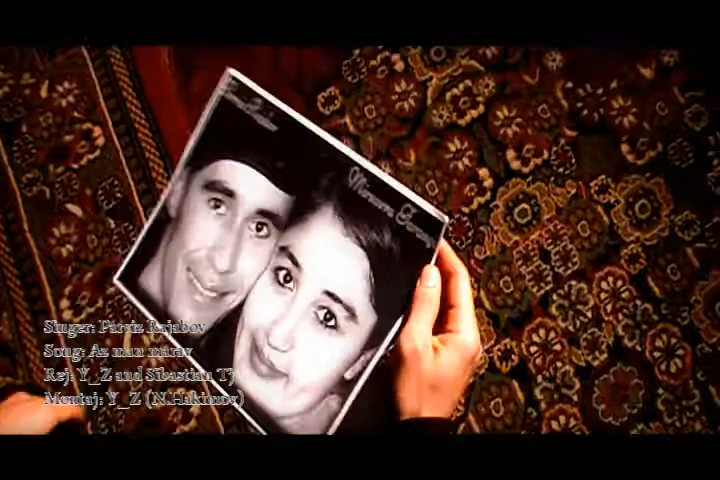 Singer: Parviz Rajabov
Song: Az man marav
Rej: Y_Z and Sibastian Tj
Montaj: Y_Z (N.Hakimov)